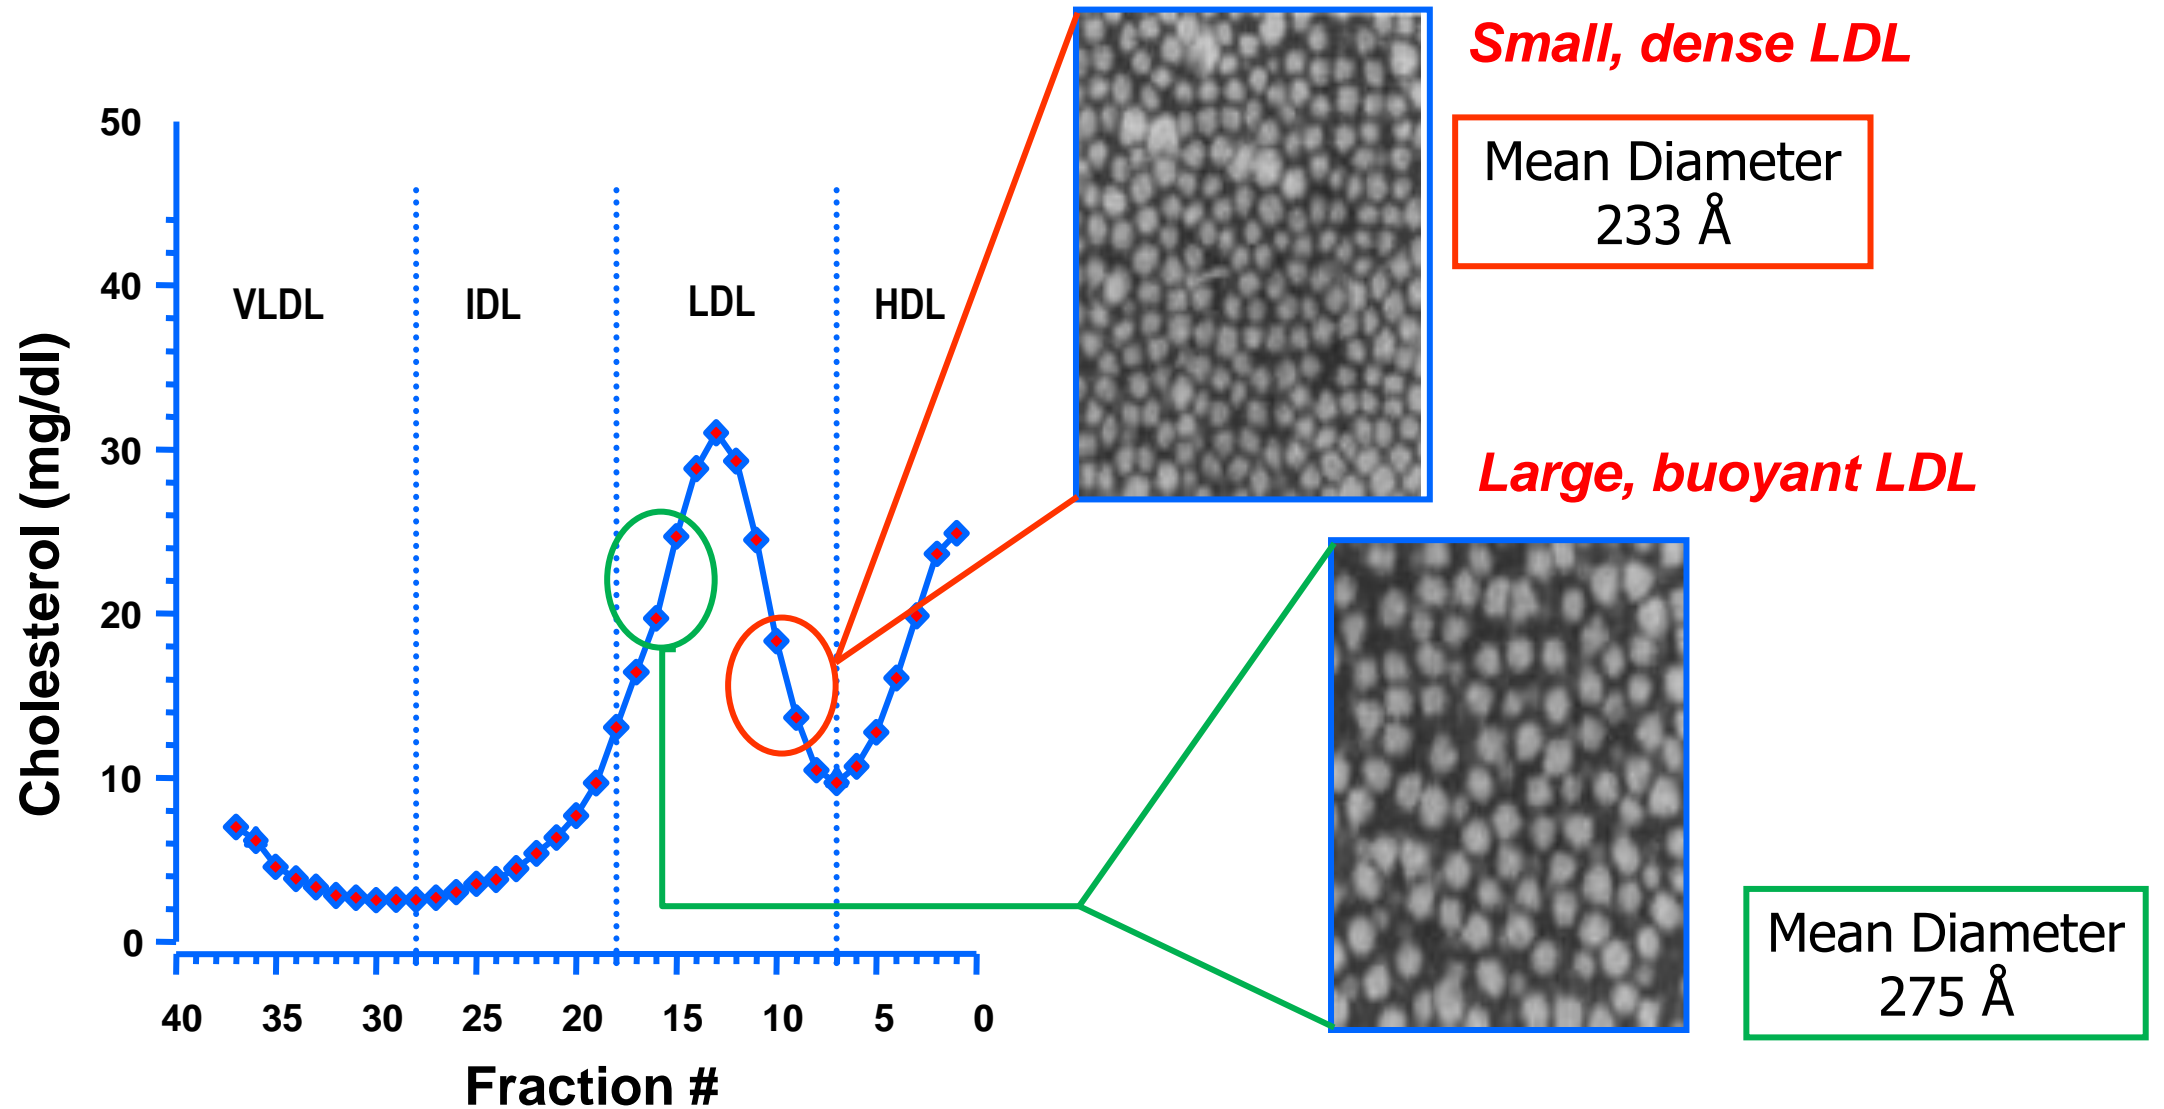 Small, dense LDL
Mean Diameter
233 Å
Large, buoyant LDL
Mean Diameter
275 Å
Cholesterol (mg/dl)
50
40
30
20
10
0
VLDL
IDL
LDL
HDL
40 35 30 25 20 15 10 5 0
Fraction #